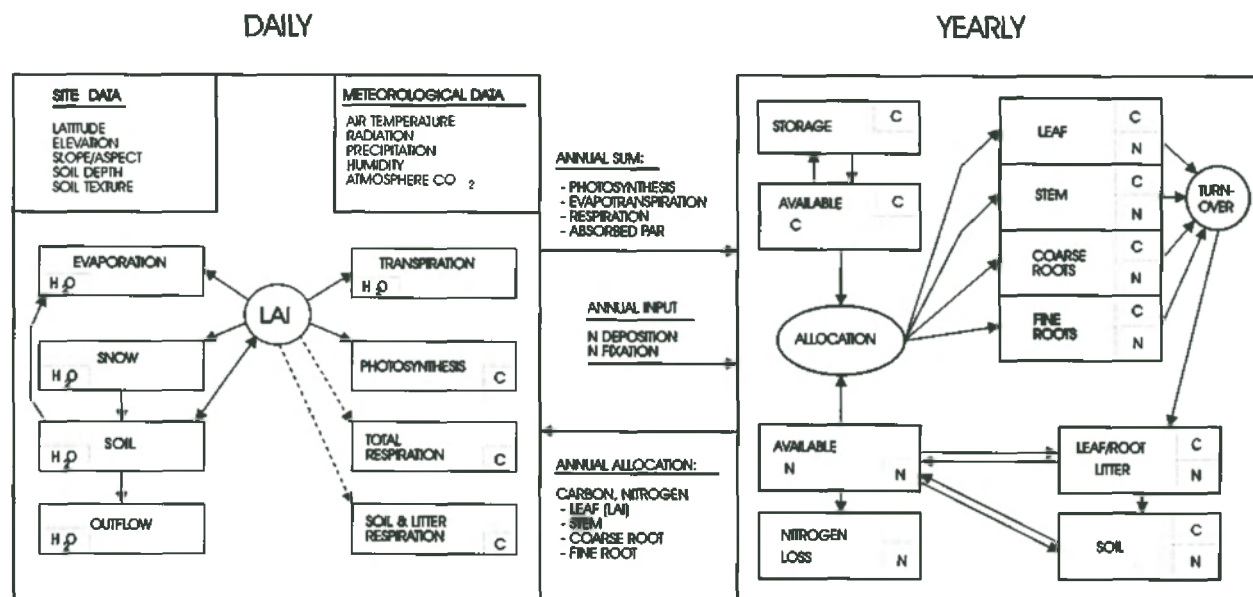 DAILY
YEARLY
SITE DATA
LATITUDE
ELEVATION
SLOPE/ASPECT
SOIL DEPTH
SOIL TEXTURE
METEOROLOGICAL DATA
AIR TEMPERATURE
RADIATION
PRECIPITATION
HUMIDITY
ATMOSPHERE CO2
EVAPORATION
H2O
TRANSPIRATION
H2O
LAI
SNOW
H2O
PHOTOSYNTHESIS
C
SOIL
H2O
TOTAL
RESPIRATION
C
OUTFLOW
H2O
SOIL & LITTER
RESPIRATION
C
ANNUAL SUM:
- PHOTOSYNTHESIS
- EVAPOTRANSPIRATION
- RESPIRATION
- ABSORBED PAR
ANNUAL INPUT
N DEPOSITION
N FIXATION
ANNUAL ALLOCATION:
CARBON, NITROGEN
- LEAF (LAI)
- STEM
- COARSE ROOT
- FINE ROOT
STORAGE
C
AVAILABLE
C
C
ALLOCATION
LEAF
C
N
STEM
C
N
COARSE
ROOTS
C
N
FINE
ROOTS
C
N
TURN-
OVER
AVAILABLE
N
N
NITROGEN
LOSS
N
LEAF/ROOT
LITTER
C
N
SOIL
C
N